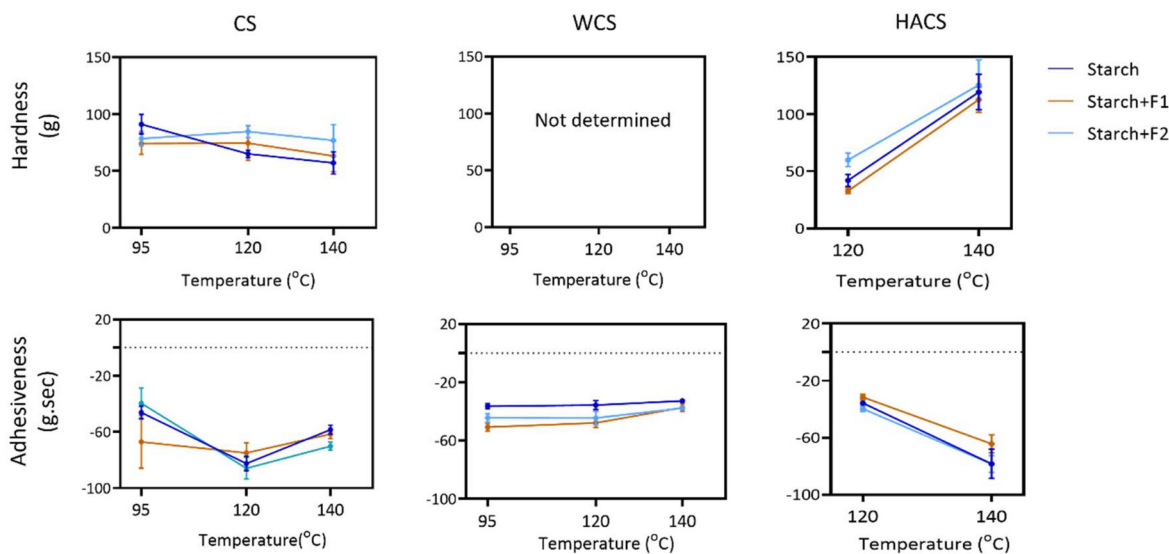 CS
WCS
HACS
Hardness
(g)
150
100
50
0
95
120
140
Temperature (°C)
150
100
50
0
Not determined
95
120
140
Temperature (°C)
150
100
50
0
120
140
Temperature (°C)
Starch
Starch+F1
Starch+F2
Adhesiveness
(g.sec)
20
-20
-60
-100
95
120
140
Temperature(°C)
20
-20
-60
-100
95
120
140
Temperature (°C)
20
-20
-60
-100
120
140
Temperature (°C)